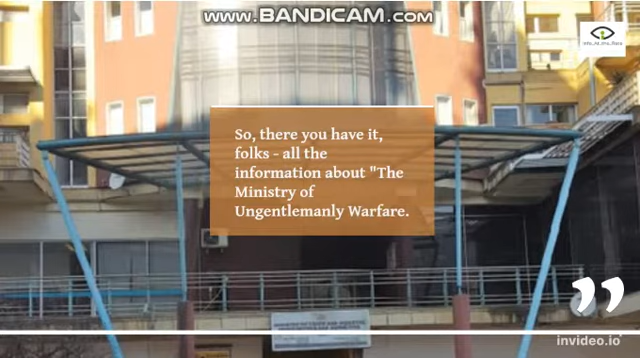 www.BANDICAM.com
So, there you have it,
folks - all the
information about "The
Ministry of
Ungentlemanly Warfare.
”
invideo.io